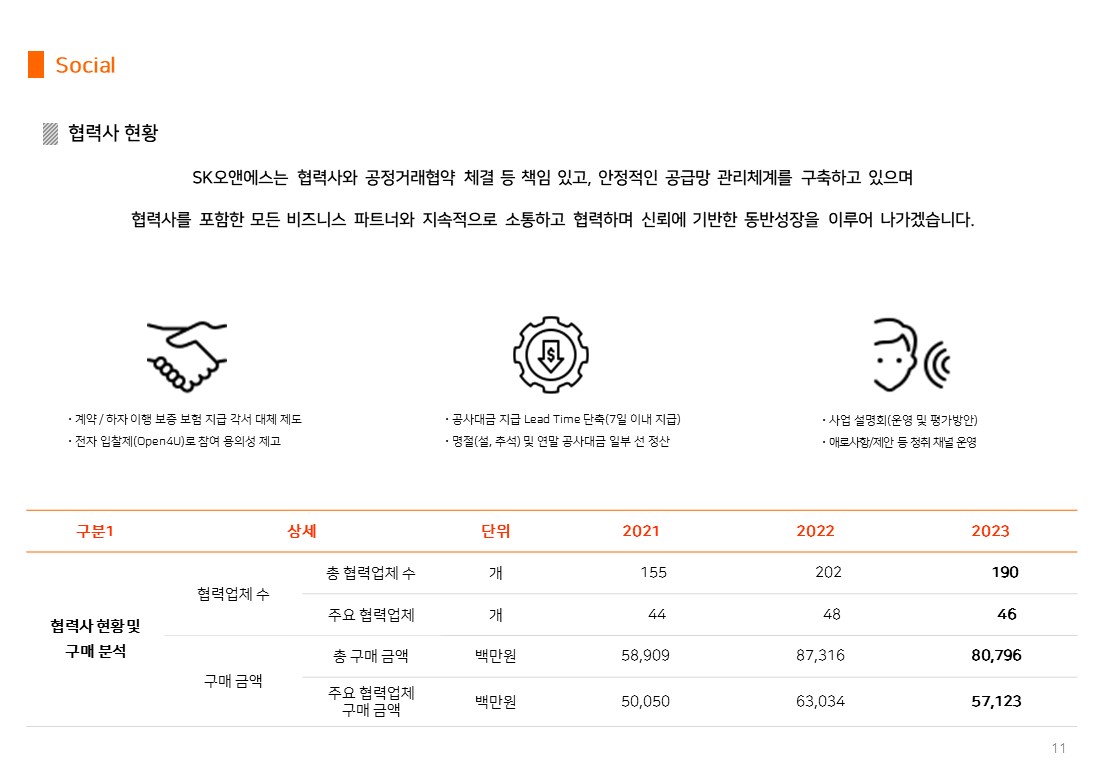 Social
협력사 현황
SK오앤에스는 협력사와 공정거래협약 체결 등 책임 있고, 안정적인 공급망 관리체계를 구축하고 있으며
협력사를 포함한 모든 비즈니스 파트너와 지속적으로 소통하고 협력하며 신뢰에 기반한 동반성장을 이루어 나가겠습니다.
· 계약 / 하자 이행 보증 보험 지급 각서 대체 제도
· 전자 입찰제(Open4U)로 참여 용의성 제고
· 공사대금 지급 Lead Time 단축(7일 이내 지급)
· 명절(설, 추석) 및 연말 공사대금 일부 선 정산
· 사업 설명회(운영 및 평가방안)
· 애로사항/제안 등 청취 채널 운영
구분1 상세 단위 2021 2022 2023
협력사 현황 및
구매 분석
협력업체 수
총 협력업체 수 개 155 202 190
주요 협력업체 개 44 48 46
구매 금액
총 구매 금액 백만원 58,909 87,316 80,796
주요 협력업체
구매 금액 백만원 50,050 63,034 57,123
11